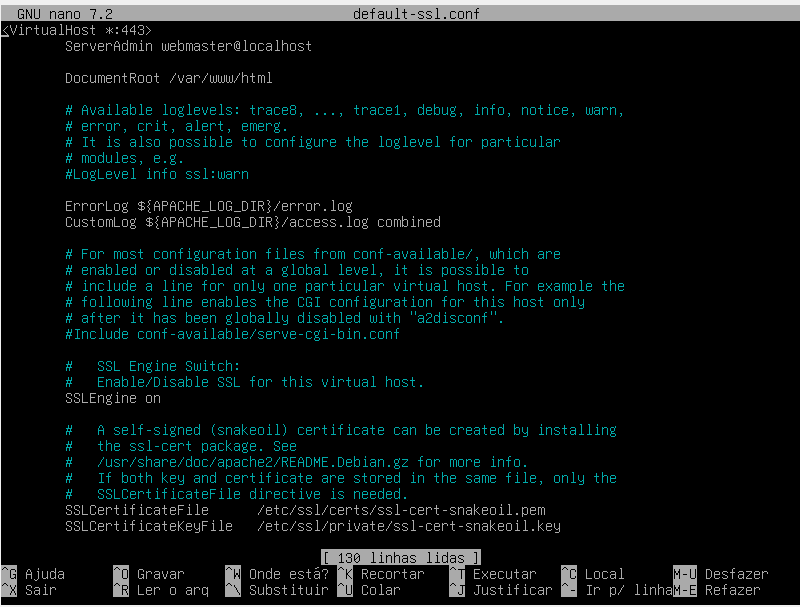 GNU nano 7.2 default-ssl.conf
<VirtualHost *:443>
ServerAdmin webmaster@localhost
DocumentRoot /var/www/html
# Available loglevels: trace8, ..., trace1, debug, info, notice, warn,
# error, crit, alert, emerg.
# It is also possible to configure the loglevel for particular
# modules, e.g.
#LogLevel info ssl:warn
ErrorLog ${APACHE_LOG_DIR}/error.log
CustomLog ${APACHE_LOG_DIR}/access.log combined
# For most configuration files from conf-available/, which are
# enabled or disabled at a global level, it is possible to
# include a line for only one particular virtual host. For example the
# following line enables the CGI configuration for this host only
# after it has been globally disabled with "a2disconf".
#Include conf-available/serve-cgi-bin.conf
#   SSL Engine Switch:
#   Enable/Disable SSL for this virtual host.
SSLEngine on
#   A self-signed (snakeoil) certificate can be created by installing
#   the ssl-cert package. See
#   /usr/share/doc/apache2/README.Debian.gz for more info.
#   If both key and certificate are stored in the same file, only the
#   SSLCertificateFile directive is needed.
SSLCertificateFile      /etc/ssl/certs/ssl-cert-snakeoil.pem
SSLCertificateKeyFile   /etc/ssl/private/ssl-cert-snakeoil.key
[ 130 linhas lidas ]
^G Ajuda ^O Gravar ^W Onde está? ^K Recortar ^T Executar ^C Local M-U Desfazer
^X Sair ^R Ler o arq ^\ Substituir ^U Colar ^J Justificar ^- Ir p/ linha M-E Refazer